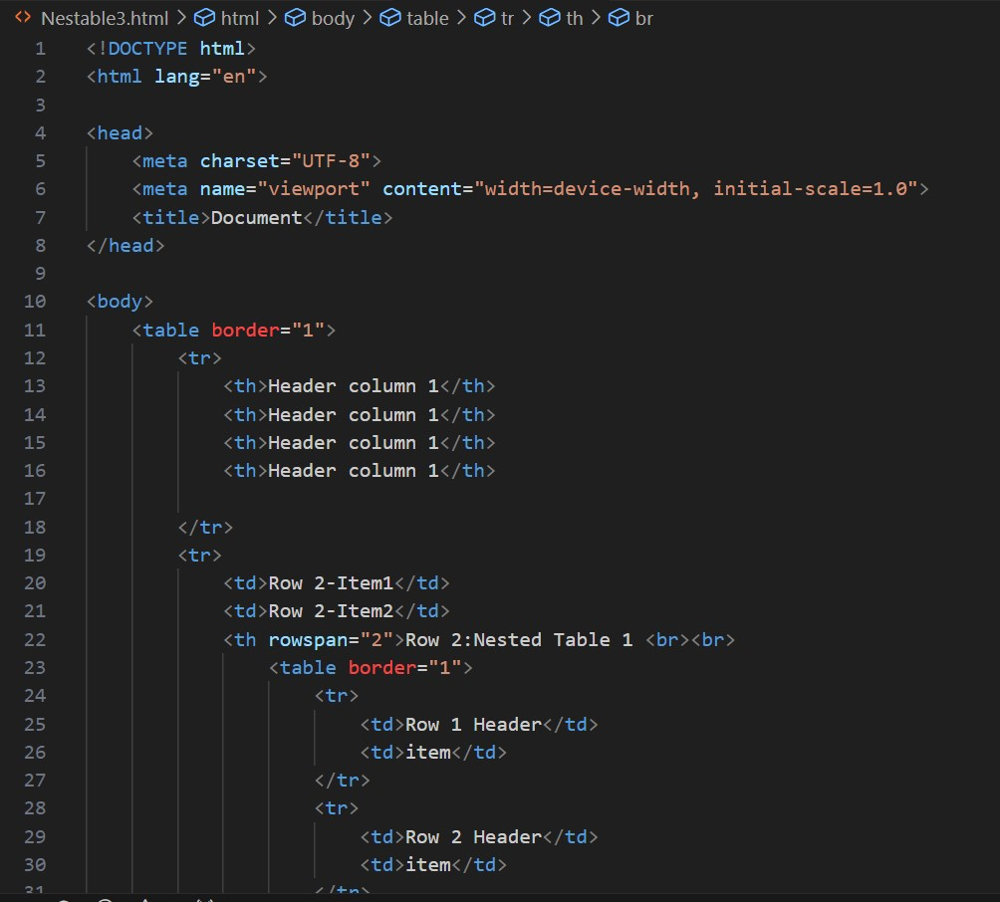 Nestable3.html > html > body > table > tr > th > br
1 <!DOCTYPE html>
2 <html lang="en">
3
4 <head>
5     <meta charset="UTF-8">
6     <meta name="viewport" content="width=device-width, initial-scale=1.0">
7     <title>Document</title>
8 </head>
9
10 <body>
11     <table border="1">
12         <tr>
13             <th>Header column 1</th>
14             <th>Header column 1</th>
15             <th>Header column 1</th>
16             <th>Header column 1</th>
17
18         </tr>
19         <tr>
20             <td>Row 2-Item1</td>
21             <td>Row 2-Item2</td>
22             <th rowspan="2">Row 2:Nested Table 1 <br><br>
23                 <table border="1">
24                     <tr>
25                         <td>Row 1 Header</td>
26                         <td>item</td>
27                     </tr>
28                     <tr>
29                         <td>Row 2 Header</td>
30                         <td>item</td>
31                     </tr>